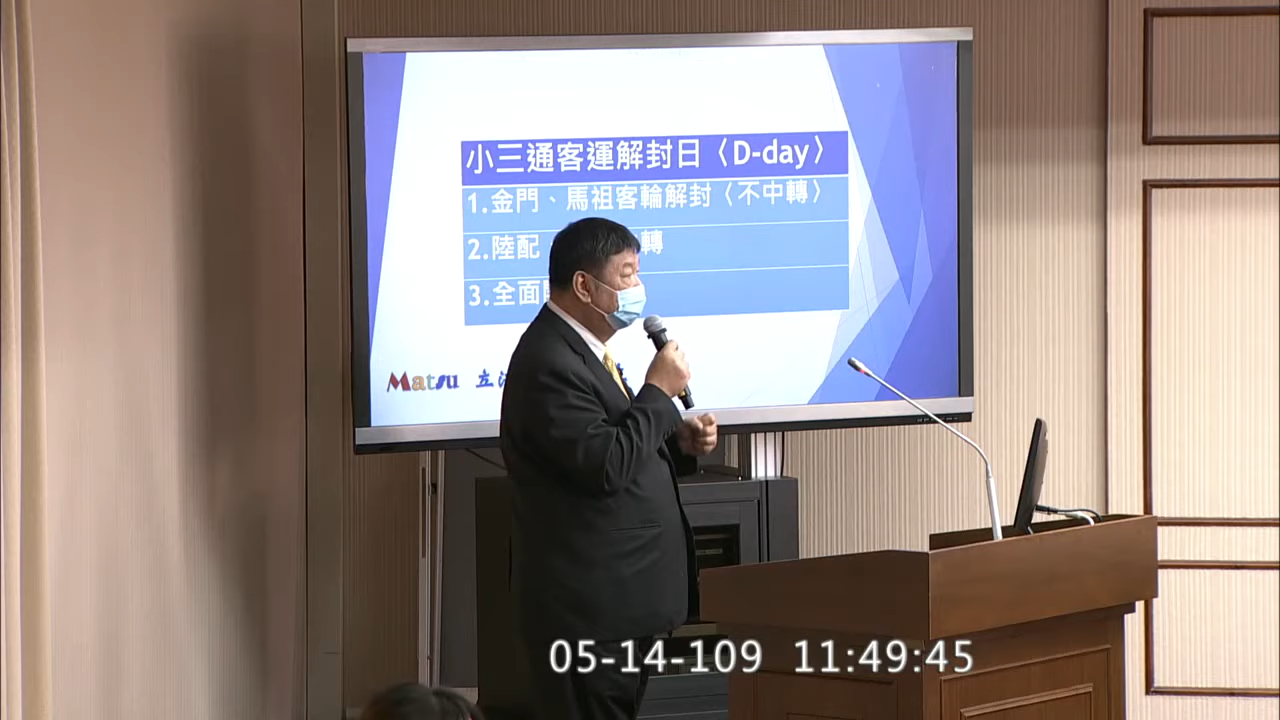 小三通客運解封日〈D-day〉
1.金門、馬祖客輪解封〈不中轉〉
2.陸配 轉
3.全面
Matsu 立法
05-14-109 11:49:45